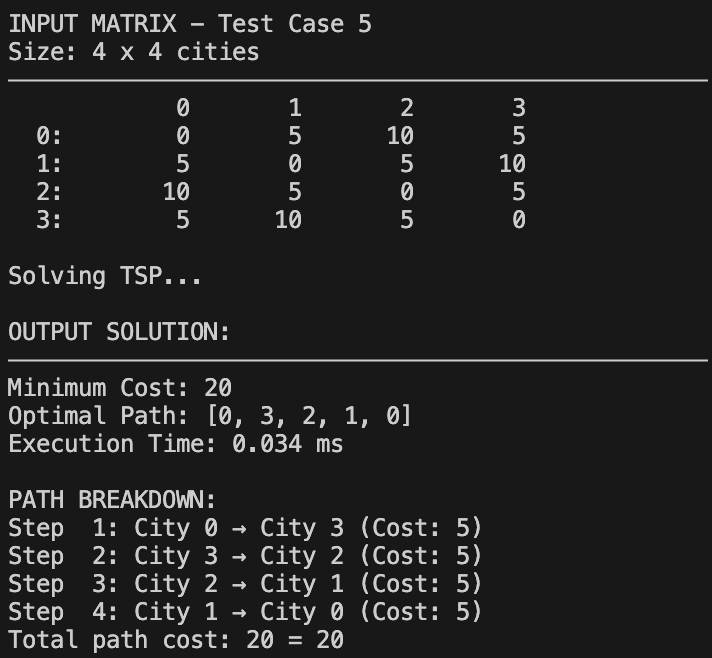 INPUT MATRIX – Test Case 5
Size: 4 x 4 cities
0 1 2 3
0: 0 5 10 5
1: 5 0 5 10
2: 10 5 0 5
3: 5 10 5 0
Solving TSP...
OUTPUT SOLUTION:
Minimum Cost: 20
Optimal Path: [0, 3, 2, 1, 0]
Execution Time: 0.034 ms
PATH BREAKDOWN:
Step 1: City 0 → City 3 (Cost: 5)
Step 2: City 3 → City 2 (Cost: 5)
Step 3: City 2 → City 1 (Cost: 5)
Step 4: City 1 → City 0 (Cost: 5)
Total path cost: 20 = 20